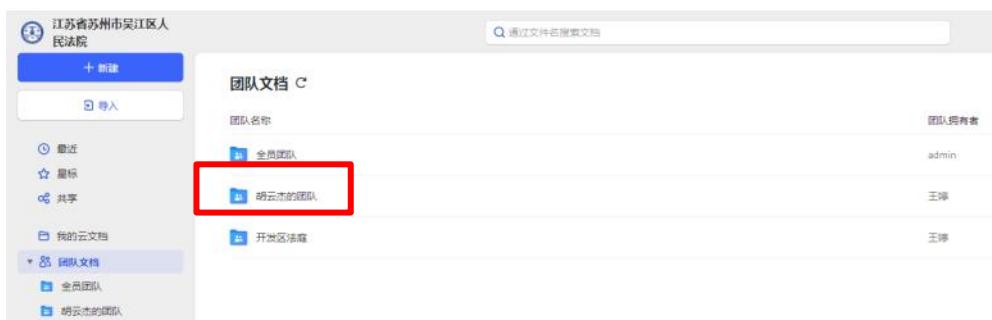 江苏省苏州市吴江区人
民法院
通过文件名搜索文档
+ 新建
导入
最近
星标
共享
我的云文档
团队文档
全员团队
胡云杰的团队
团队文档
团队名称 团队拥有者
全员团队 admin
胡云杰的团队 王婷
开发区法庭 王婷